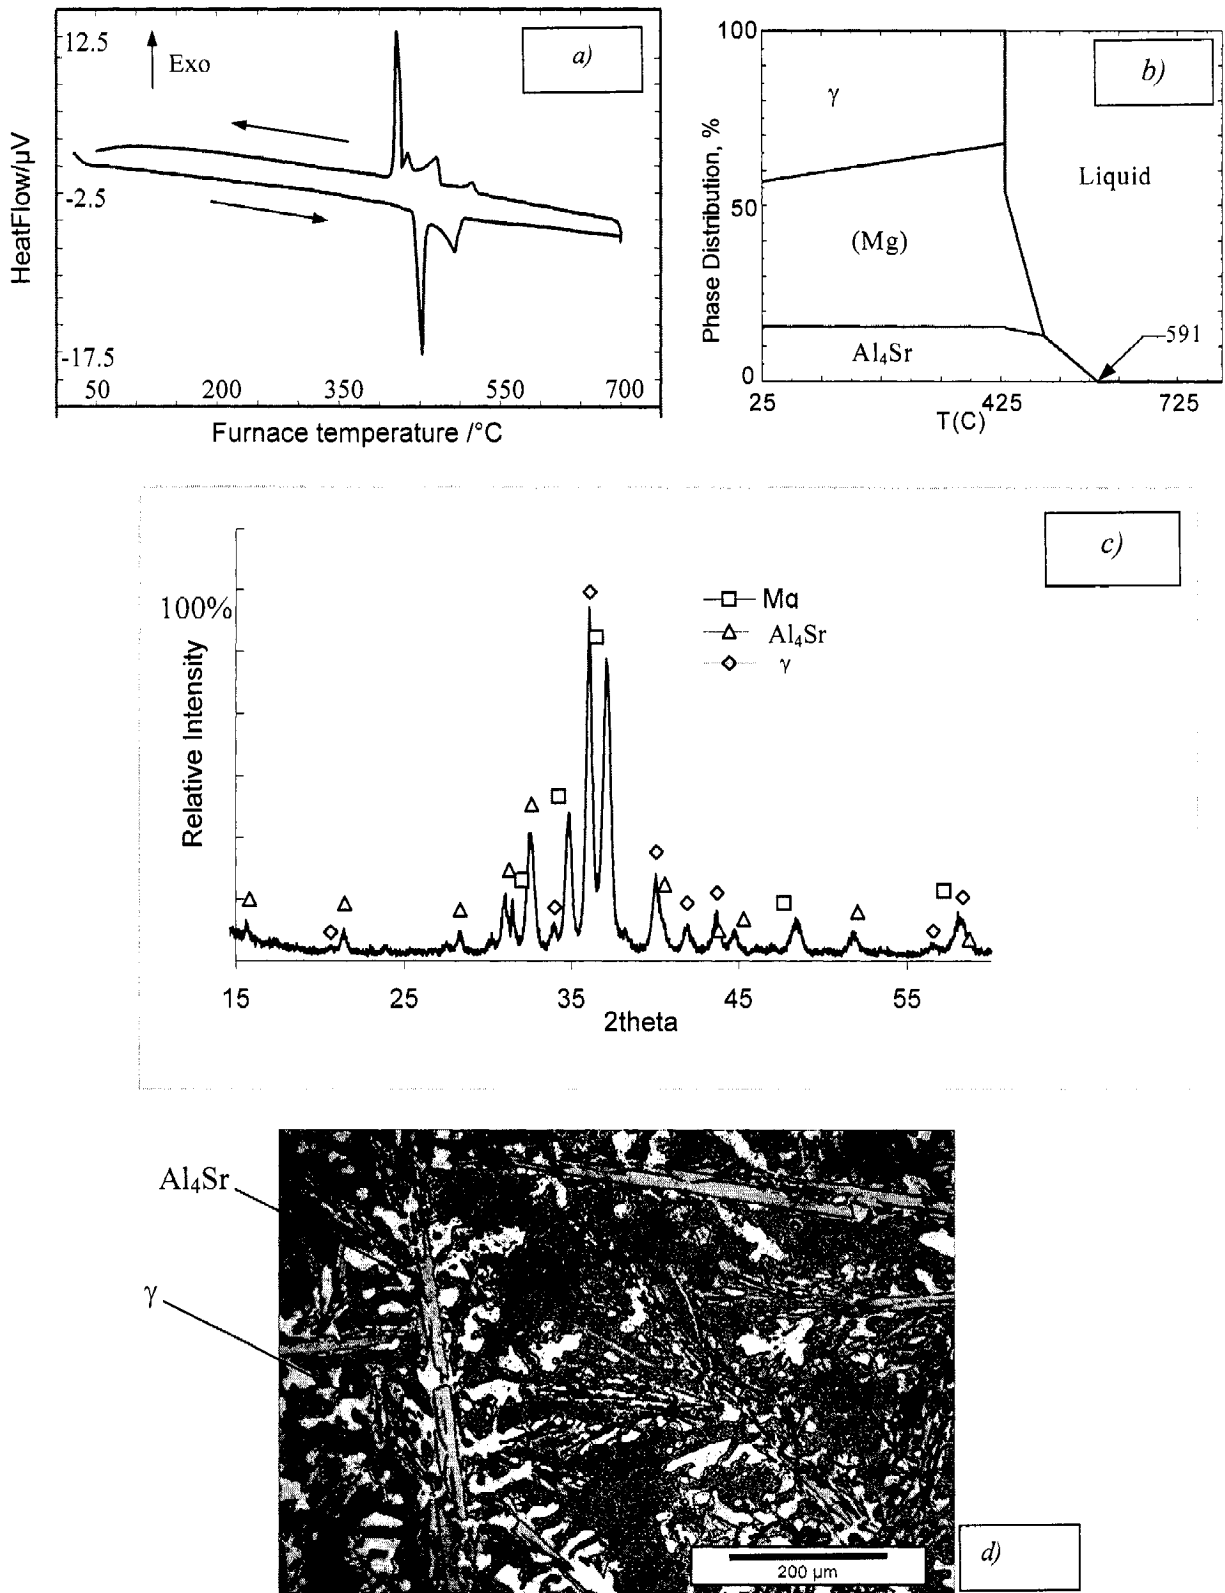 12.5
Exo
a)
HeatFlow/µV
-2.5
-17.5
50 200 350 550 700
Furnace temperature /°C
100
b)
γ
Phase Distribution, %
Liquid
50
(Mg)
Al₄Sr
591
0
25 425 725
T(C)
c)
100%
Mg
Al₄Sr
γ
Relative Intensity
15 25 35 45 55
2theta
Al₄Sr
γ
200 µm
d)